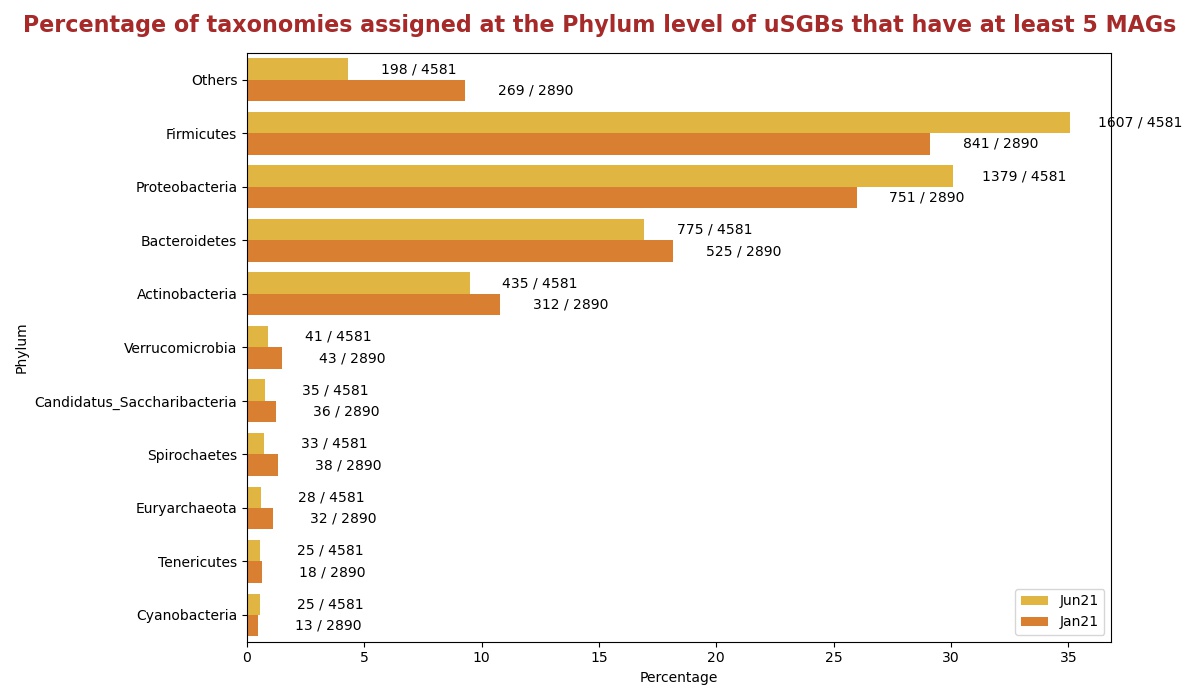 Percentage of taxonomies assigned at the Phylum level of uSGBs that have at least 5 MAGs
Others
198 / 4581
269 / 2890
Firmicutes
1607 / 4581
841 / 2890
Proteobacteria
1379 / 4581
751 / 2890
Bacteroidetes
775 / 4581
525 / 2890
Actinobacteria
435 / 4581
312 / 2890
Verrucomicrobia
41 / 4581
43 / 2890
Candidatus_Saccharibacteria
35 / 4581
36 / 2890
Spirochaetes
33 / 4581
38 / 2890
Euryarchaeota
28 / 4581
32 / 2890
Tenericutes
25 / 4581
18 / 2890
Cyanobacteria
25 / 4581
13 / 2890
Phylum
Jun21
Jan21
0 5 10 15 20 25 30 35
Percentage